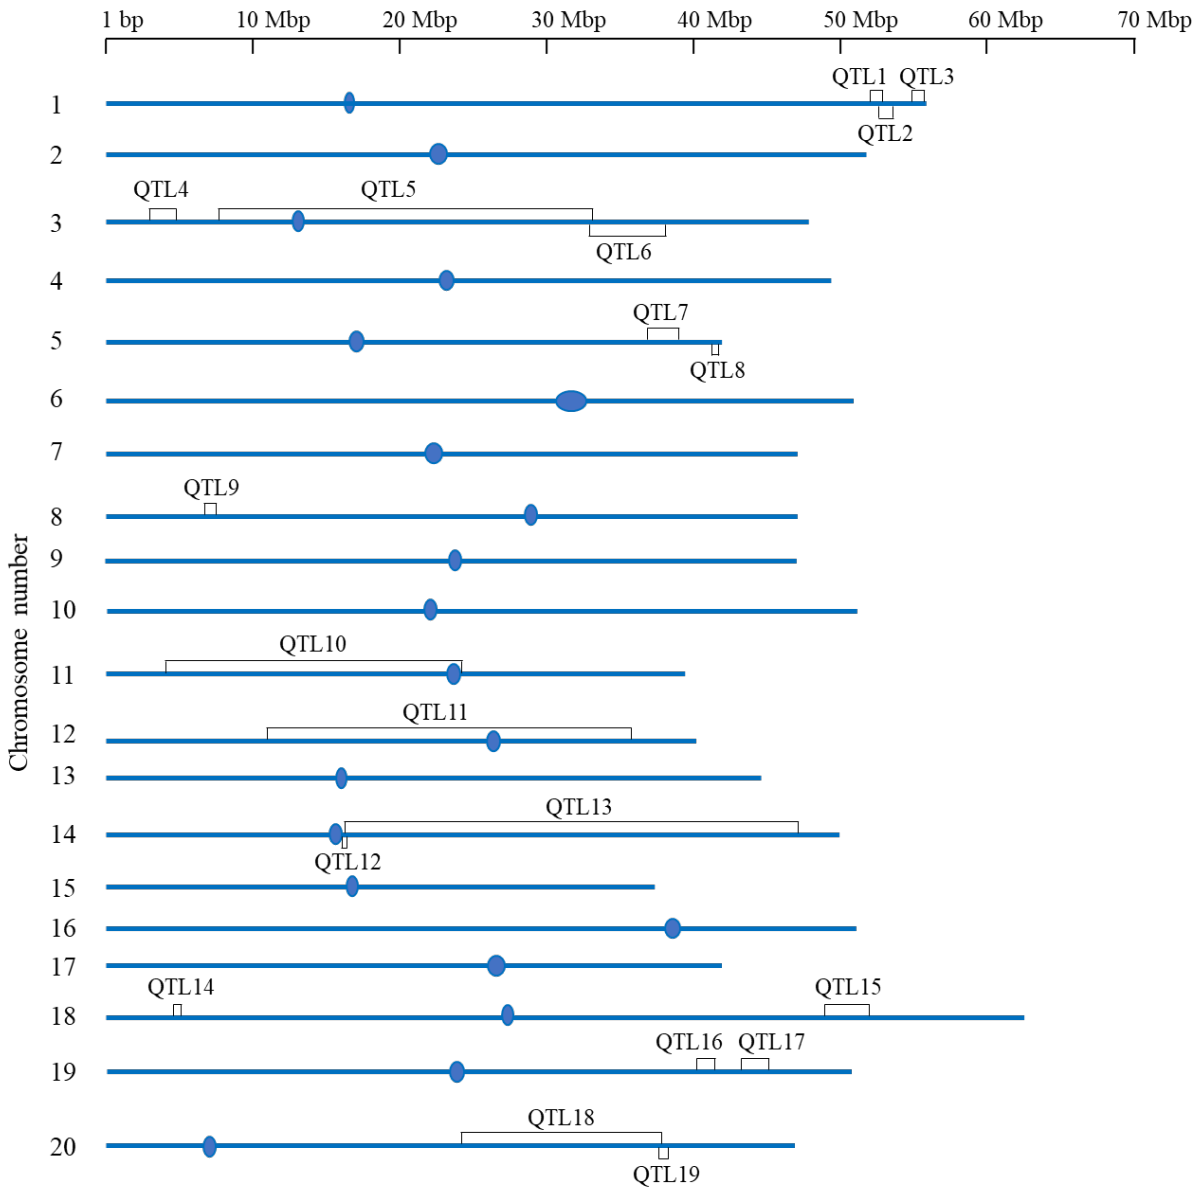 1 bp 10 Mbp 20 Mbp 30 Mbp 40 Mbp 50 Mbp 60 Mbp 70 Mbp
QTL1 QTL3
1
QTL2
2
QTL4 QTL5
3
QTL6
4
QTL7
5
QTL8
6
7
QTL9
8
9
10
QTL10
11
QTL11
12
13
QTL13
14
QTL12
15
16
17
QTL14 QTL15
18
QTL16 QTL17
19
QTL18
20
QTL19
Chromosome number